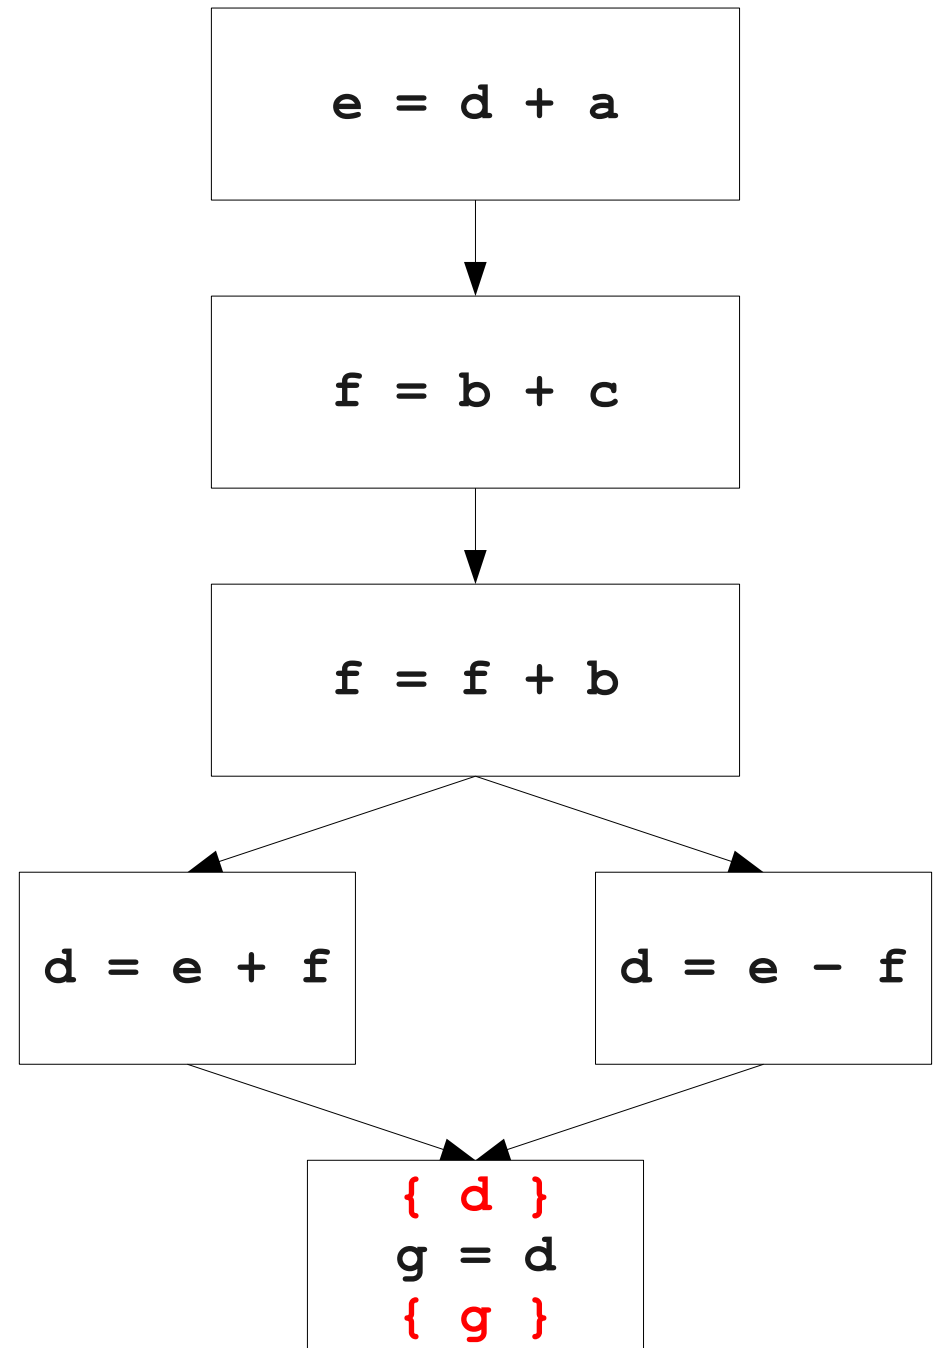 e = d + a
f = b + c
f = f + b
d = e + f
d = e - f
{ d }
g = d
{ g }